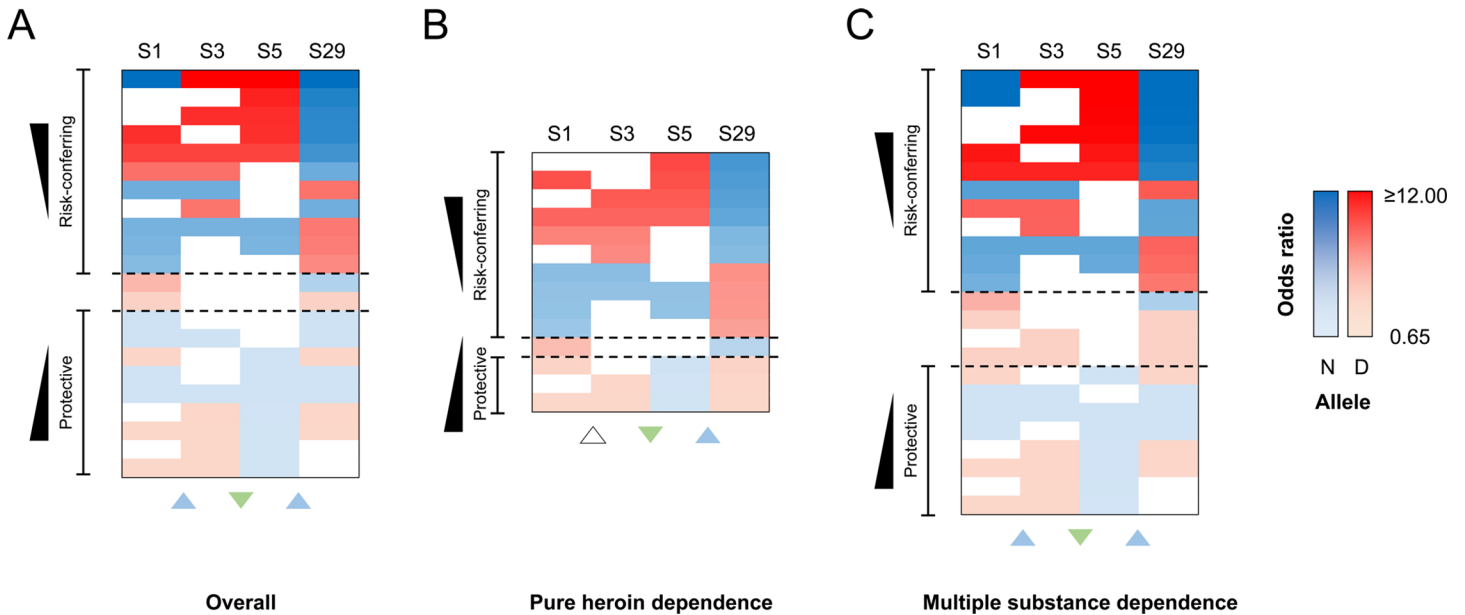 A
S1 S3 S5 S29
Risk-conferring
Protective
Overall
B
S1 S3 S5 S29
Risk-conferring
Protective
Pure heroin dependence
C
S1 S3 S5 S29
Risk-conferring
Protective
Multiple substance dependence
Odds ratio
≥12.00
0.65
N D
Allele